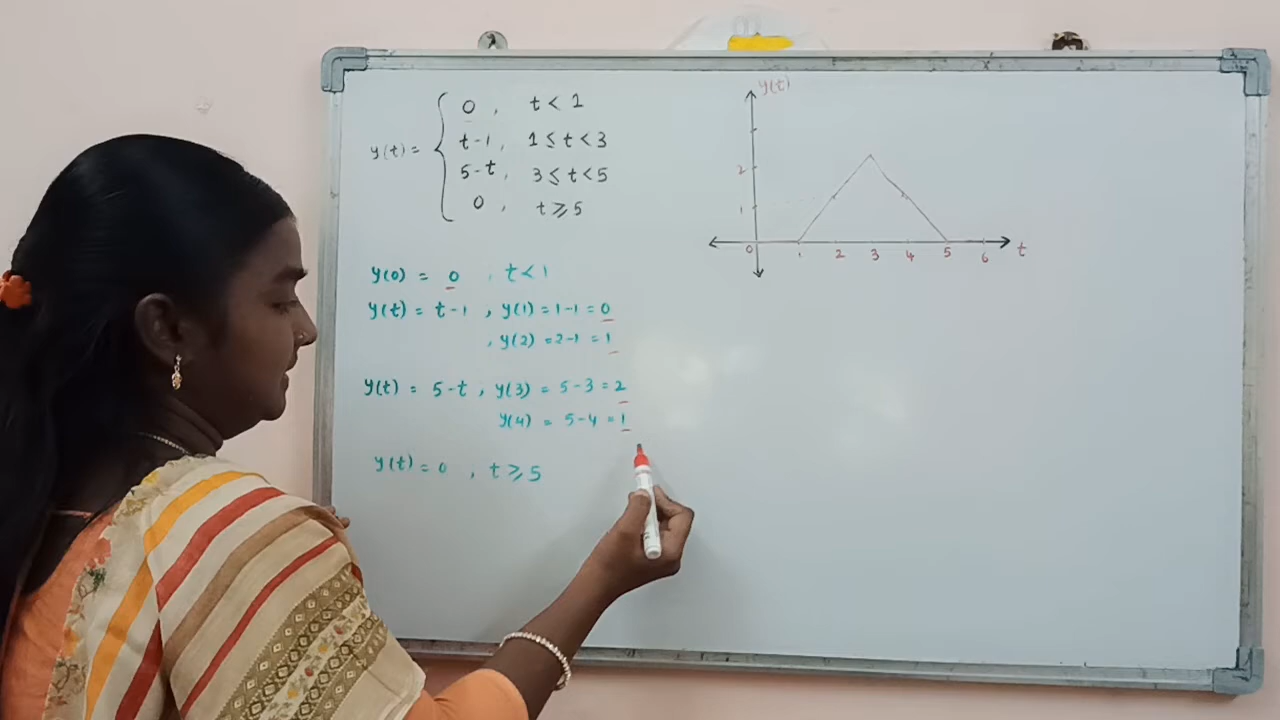 y(t) = { 0 , t < 1
t-1 , 1 ≤ t < 3
5-t , 3 ≤ t < 5
0 , t ≥ 5
y(0) = 0 , t < 1
y(t) = t-1 , y(1) = 1-1 = 0
, y(2) = 2-1 = 1
y(t) = 5-t , y(3) = 5-3 = 2
y(4) = 5-4 = 1
y(t) = 0 , t ≥ 5
y(t)
2
1
0 1 2 3 4 5 6 t